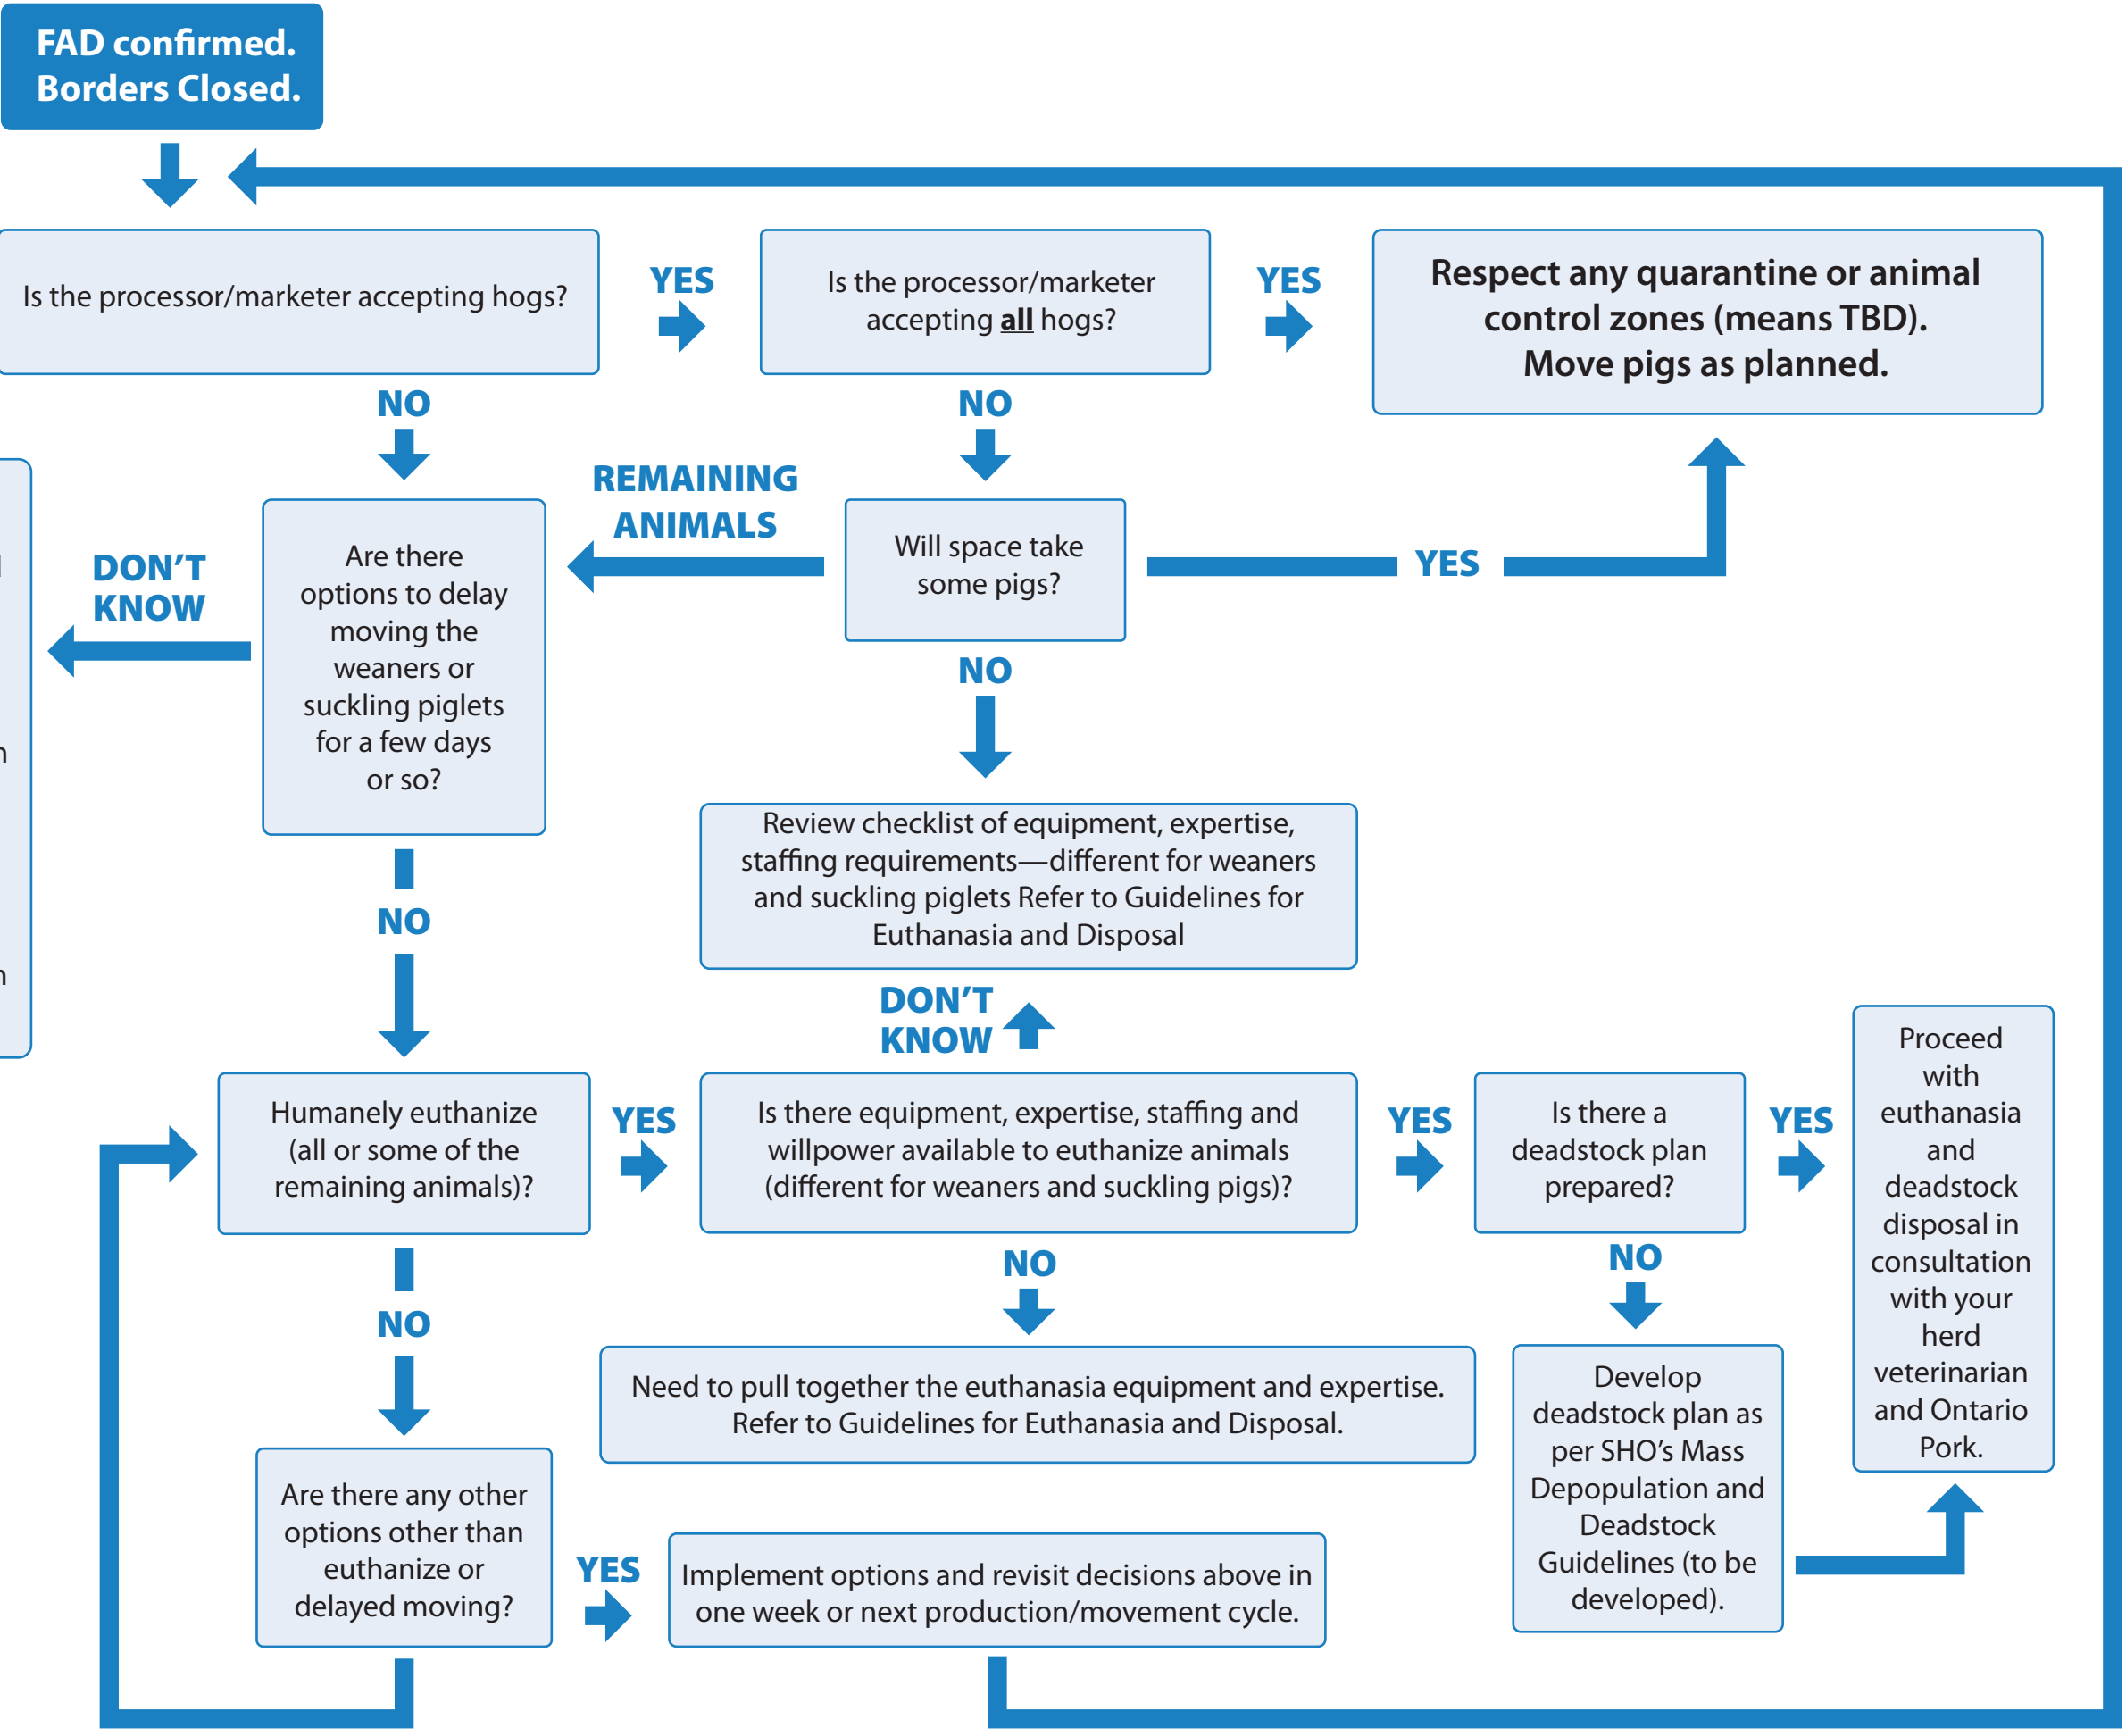 FAD confirmed.
Borders Closed.
Is the processor/marketer accepting hogs?
YES
Is the processor/marketer
accepting all hogs?
YES
Respect any quarantine or animal
control zones (means TBD).
Move pigs as planned.
NO
NO
REMAINING
ANIMALS
DON'T
KNOW
Are there
options to delay
moving the
weaners or
suckling piglets
for a few days
or so?
Will space take
some pigs?
YES
NO
Review checklist of equipment, expertise,
staffing requirements—different for weaners
and suckling piglets Refer to Guidelines for
Euthanasia and Disposal
NO
DON'T
KNOW
Humanely euthanize
(all or some of the
remaining animals)?
YES
Is there equipment, expertise, staffing and
willpower available to euthanize animals
(different for weaners and suckling pigs)?
YES
Is there a
deadstock plan
prepared?
YES
Proceed
with
euthanasia
and
deadstock
disposal in
consultation
with your
herd
veterinarian
and Ontario
Pork.
NO
NO
NO
Need to pull together the euthanasia equipment and expertise.
Refer to Guidelines for Euthanasia and Disposal.
Develop
deadstock plan as
per SHO's Mass
Depopulation and
Deadstock
Guidelines (to be
developed).
Are there any other
options other than
euthanize or
delayed moving?
YES
Implement options and revisit decisions above in
one week or next production/movement cycle.